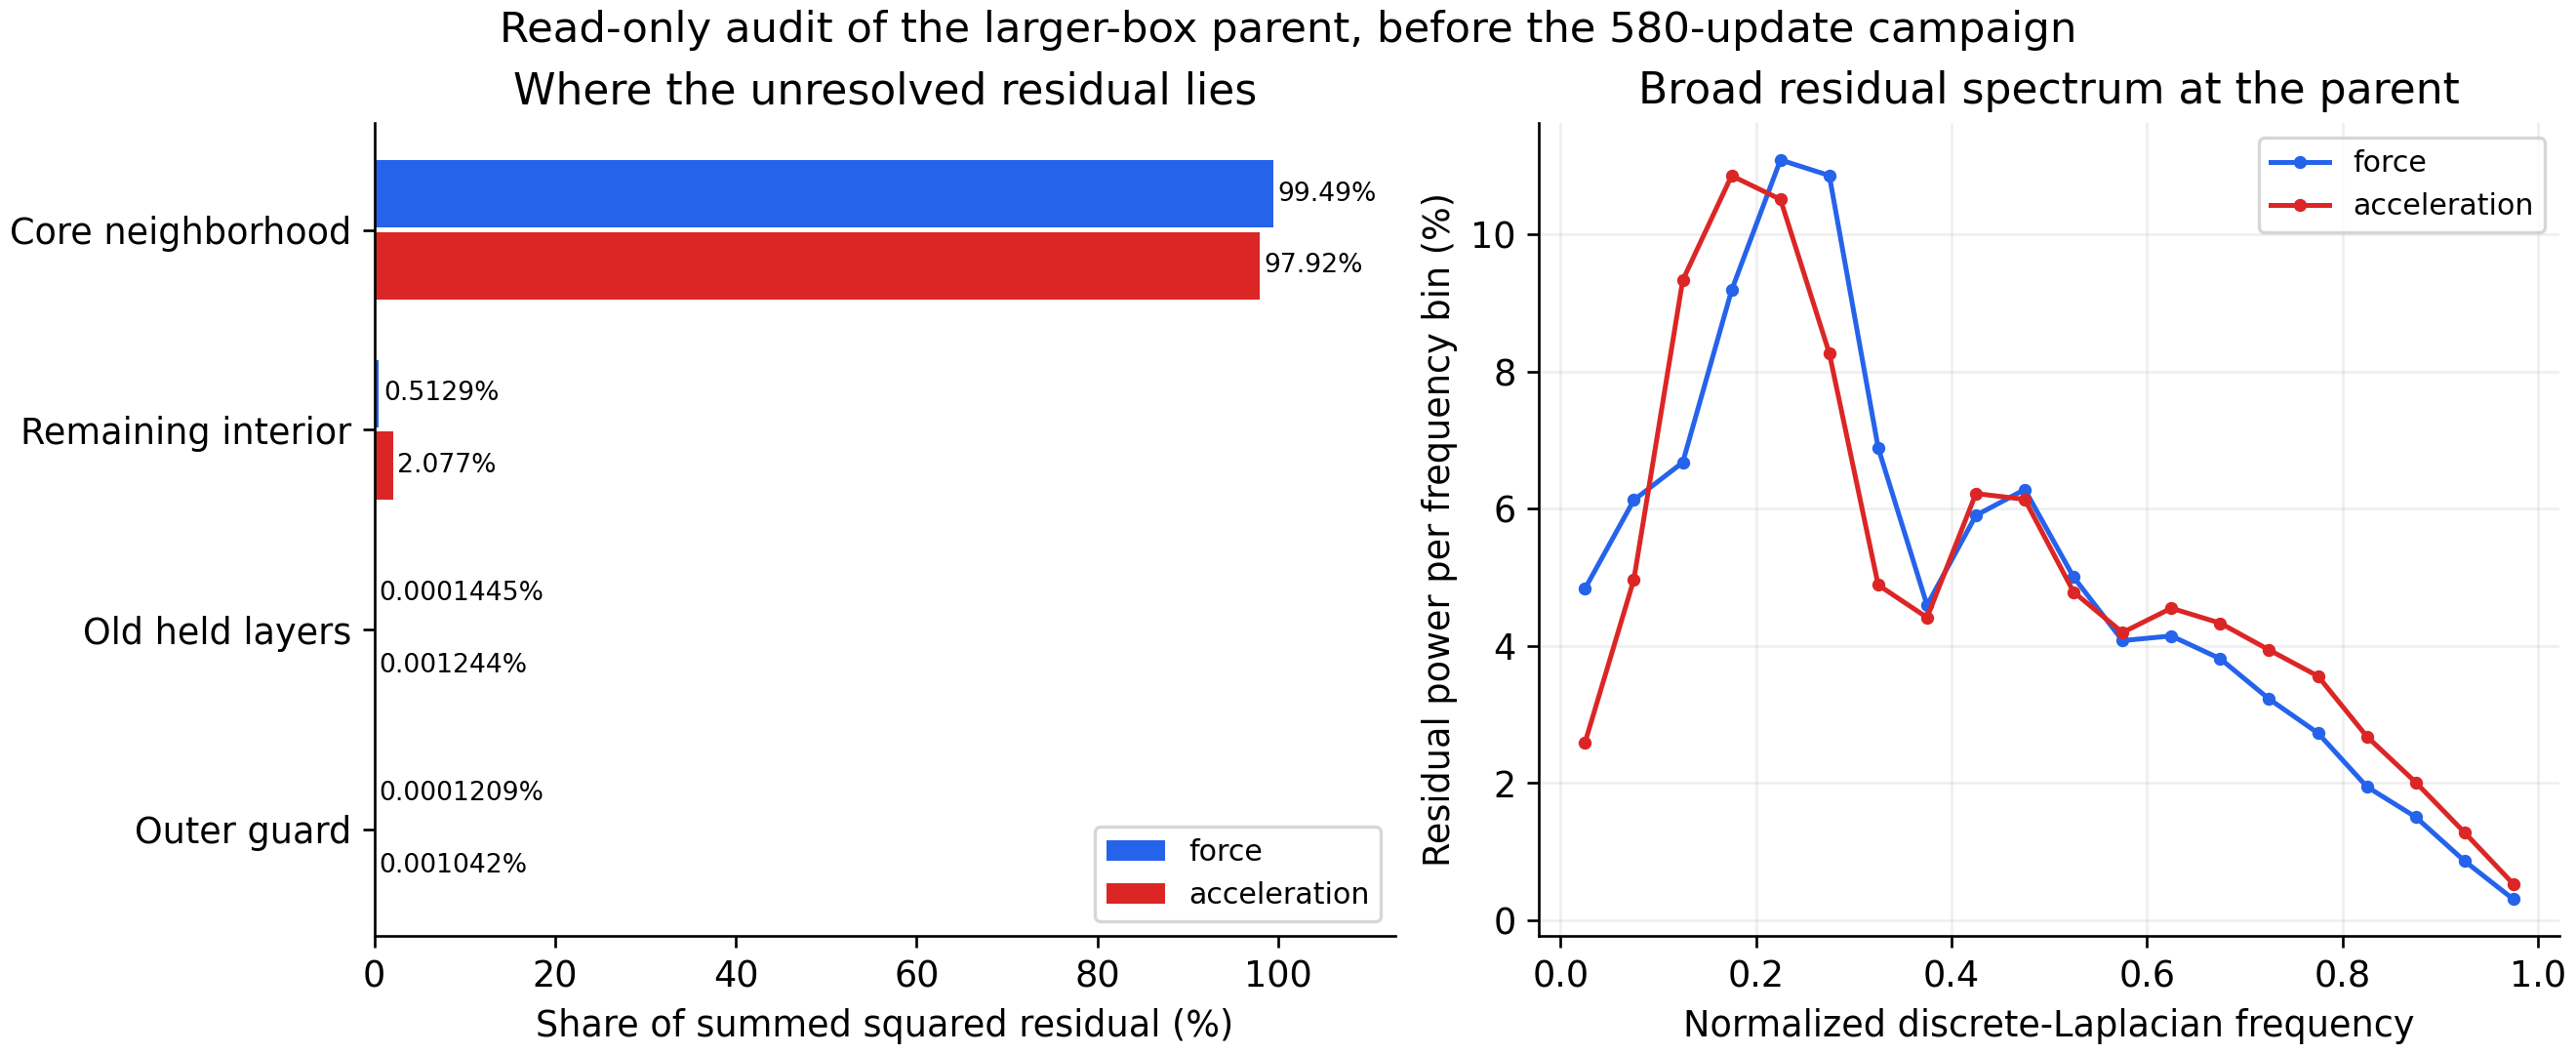 Read-only audit of the larger-box parent, before the 580-update campaign
Where the unresolved residual lies
Core neighborhood
99.49%
97.92%
Remaining interior
0.5129%
2.077%
Old held layers
0.0001445%
0.001244%
Outer guard
0.0001209%
0.001042%
force
acceleration
0 20 40 60 80 100
Share of summed squared residual (%)
Broad residual spectrum at the parent
force
acceleration
Residual power per frequency bin (%)
10
8
6
4
2
0
0.0 0.2 0.4 0.6 0.8 1.0
Normalized discrete-Laplacian frequency